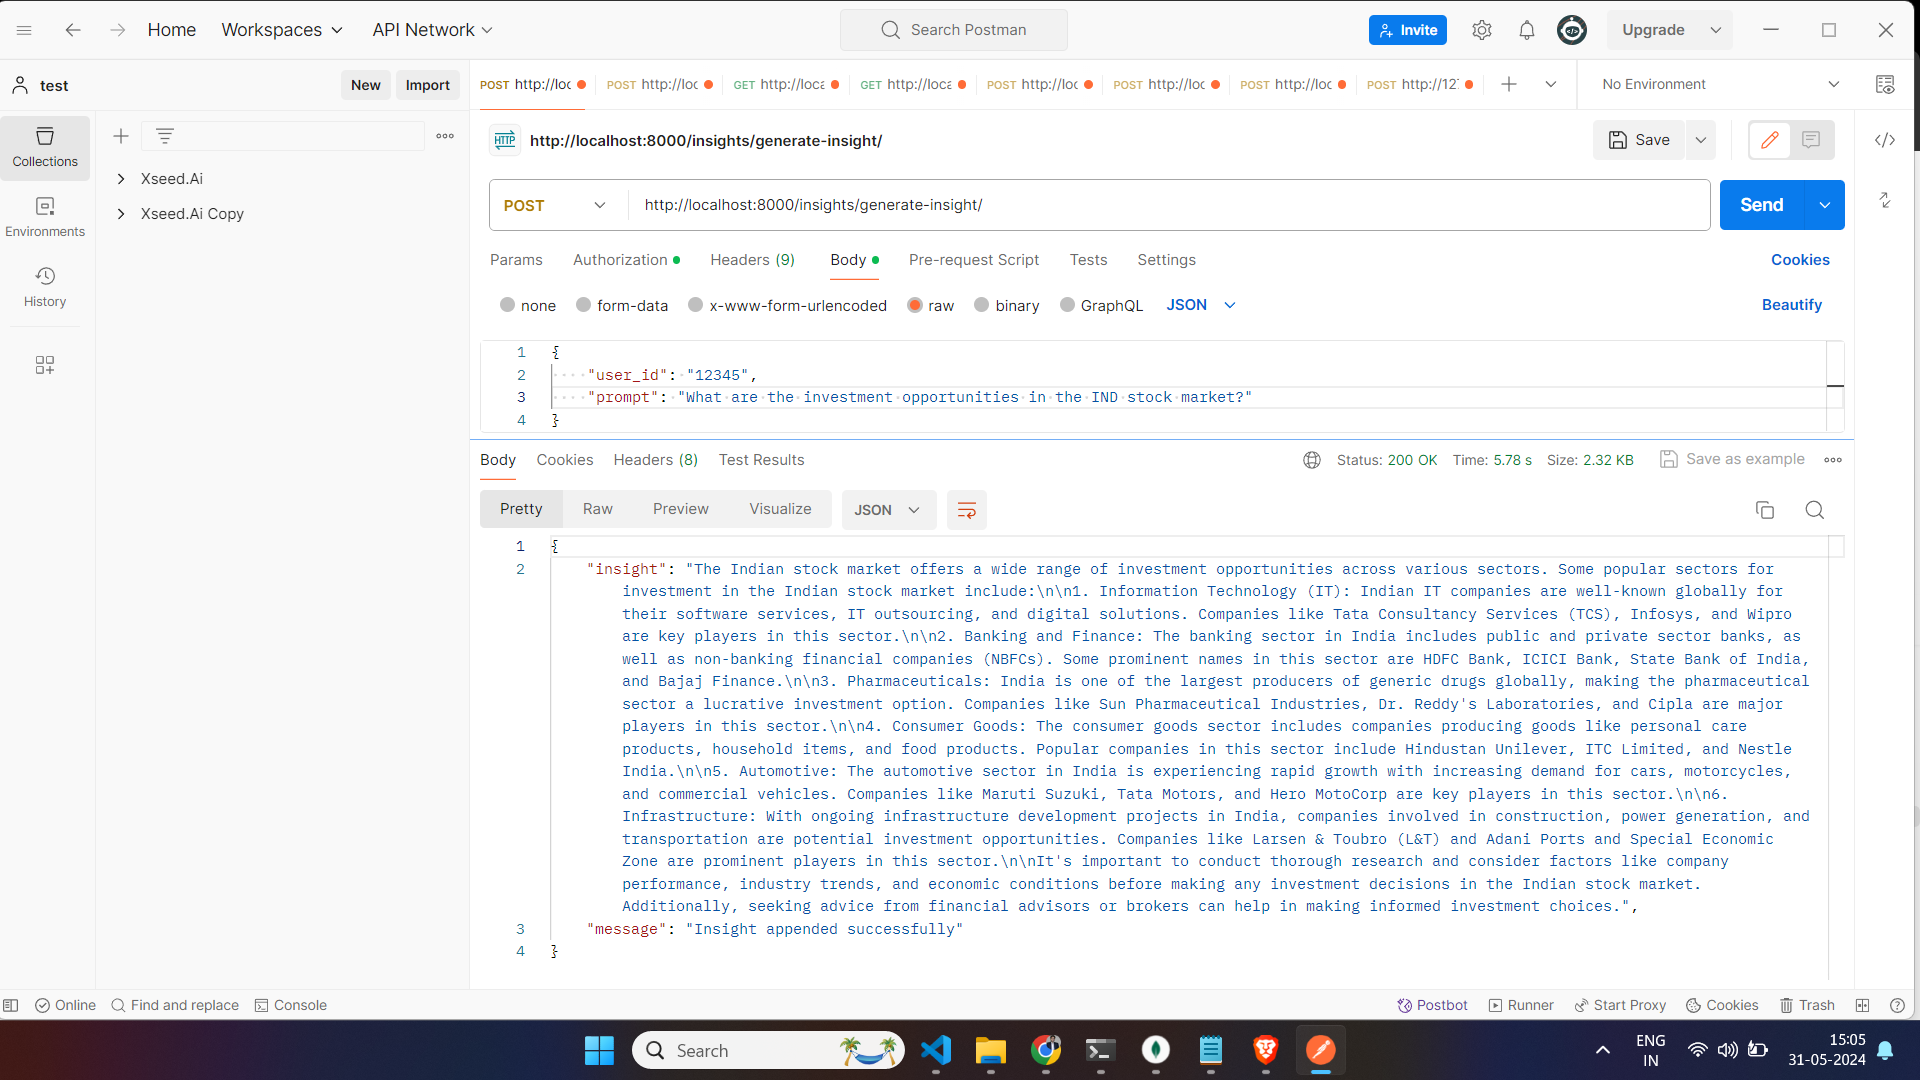 Home
Workspaces
API Network
Search Postman
Invite
Upgrade
test
New
Import
POST http://loc
POST http://loc
GET http://loca
GET http://loca
POST http://loc
POST http://loc
POST http://loc
POST http://12
No Environment
Collections
Environments
History
Xseed.Ai
Xseed.Ai Copy
HTTP
http://localhost:8000/insights/generate-insight/
Save
POST
http://localhost:8000/insights/generate-insight/
Send
Params
Authorization
Headers (9)
Body
Pre-request Script
Tests
Settings
Cookies
none
form-data
x-www-form-urlencoded
raw
binary
GraphQL
JSON
Beautify
1 {
2 "user_id": "12345",
3 "prompt": "What are the investment opportunities in the IND stock market?"
4 }
Body
Cookies
Headers (8)
Test Results
Status: 200 OK
Time: 5.78 s
Size: 2.32 KB
Save as example
Pretty
Raw
Preview
Visualize
JSON
1 {
2 "insight": "The Indian stock market offers a wide range of investment opportunities across various sectors. Some popular sectors for
investment in the Indian stock market include:\n\n1. Information Technology (IT): Indian IT companies are well-known globally for
their software services, IT outsourcing, and digital solutions. Companies like Tata Consultancy Services (TCS), Infosys, and Wipro
are key players in this sector.\n\n2. Banking and Finance: The banking sector in India includes public and private sector banks, as
well as non-banking financial companies (NBFCs). Some prominent names in this sector are HDFC Bank, ICICI Bank, State Bank of India,
and Bajaj Finance.\n\n3. Pharmaceuticals: India is one of the largest producers of generic drugs globally, making the pharmaceutical
sector a lucrative investment option. Companies like Sun Pharmaceutical Industries, Dr. Reddy's Laboratories, and Cipla are major
players in this sector.\n\n4. Consumer Goods: The consumer goods sector includes companies producing goods like personal care
products, household items, and food products. Popular companies in this sector include Hindustan Unilever, ITC Limited, and Nestle
India.\n\n5. Automotive: The automotive sector in India is experiencing rapid growth with increasing demand for cars, motorcycles,
and commercial vehicles. Companies like Maruti Suzuki, Tata Motors, and Hero MotoCorp are key players in this sector.\n\n6.
Infrastructure: With ongoing infrastructure development projects in India, companies involved in construction, power generation, and
transportation are potential investment opportunities. Companies like Larsen & Toubro (L&T) and Adani Ports and Special Economic
Zone are prominent players in this sector.\n\nIt's important to conduct thorough research and consider factors like company
performance, industry trends, and economic conditions before making any investment decisions in the Indian stock market.
Additionally, seeking advice from financial advisors or brokers can help in making informed investment choices.",
3 "message": "Insight appended successfully"
4 }
Online
Find and replace
Console
Postbot
Runner
Start Proxy
Cookies
Trash
Search
ENG
IN
15:05
31-05-2024